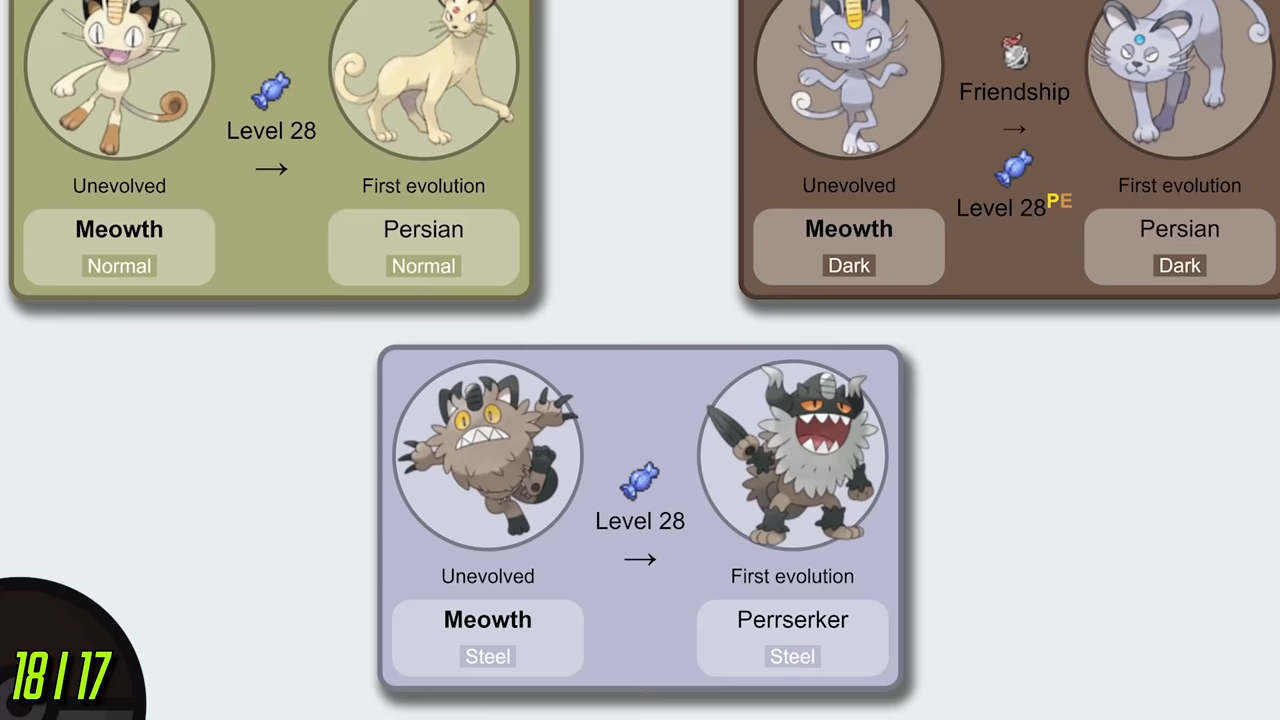 Level 28
→
Unevolved
First evolution
Meowth
Persian
Normal
Normal
Friendship
→
Level 28PE
Unevolved
First evolution
Meowth
Persian
Dark
Dark
Level 28
→
Unevolved
First evolution
Meowth
Perrserker
Steel
Steel
18 | 17